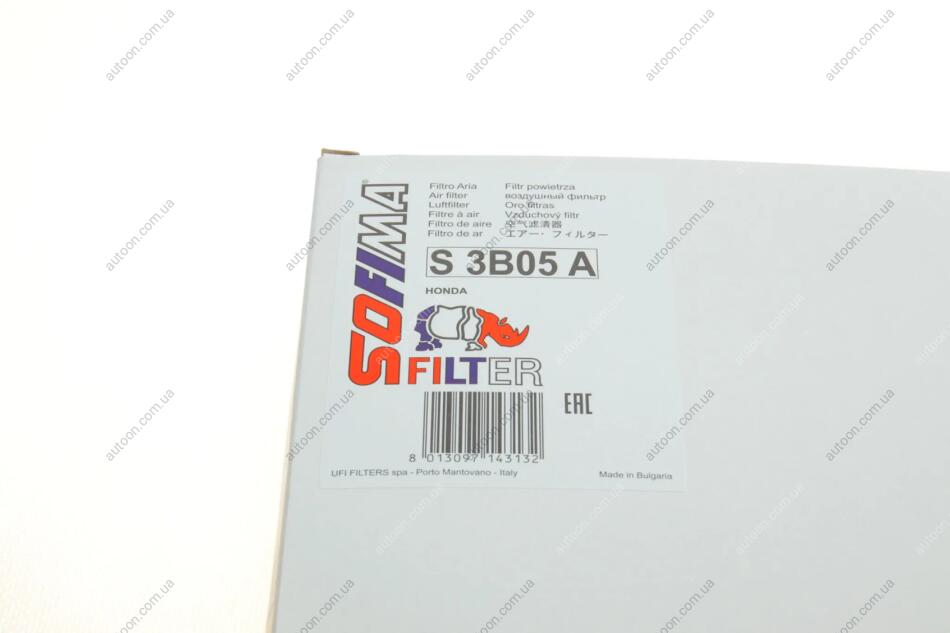 SOFIMA®
Filtro Aria Filtr powietrza
Air filter воздушный фильтр
Luftfilter Oro filtras
Filtre à air Vzduchový filtr
Filtro de aire 空气滤清器
Filtro de ar エアー・フィルター
S 3B05 A
HONDA
FILTER
EAC
8 013097 143132
UFI FILTERS spa - Porto Mantovano - Italy
Made in Bulgaria
autoon.com.ua